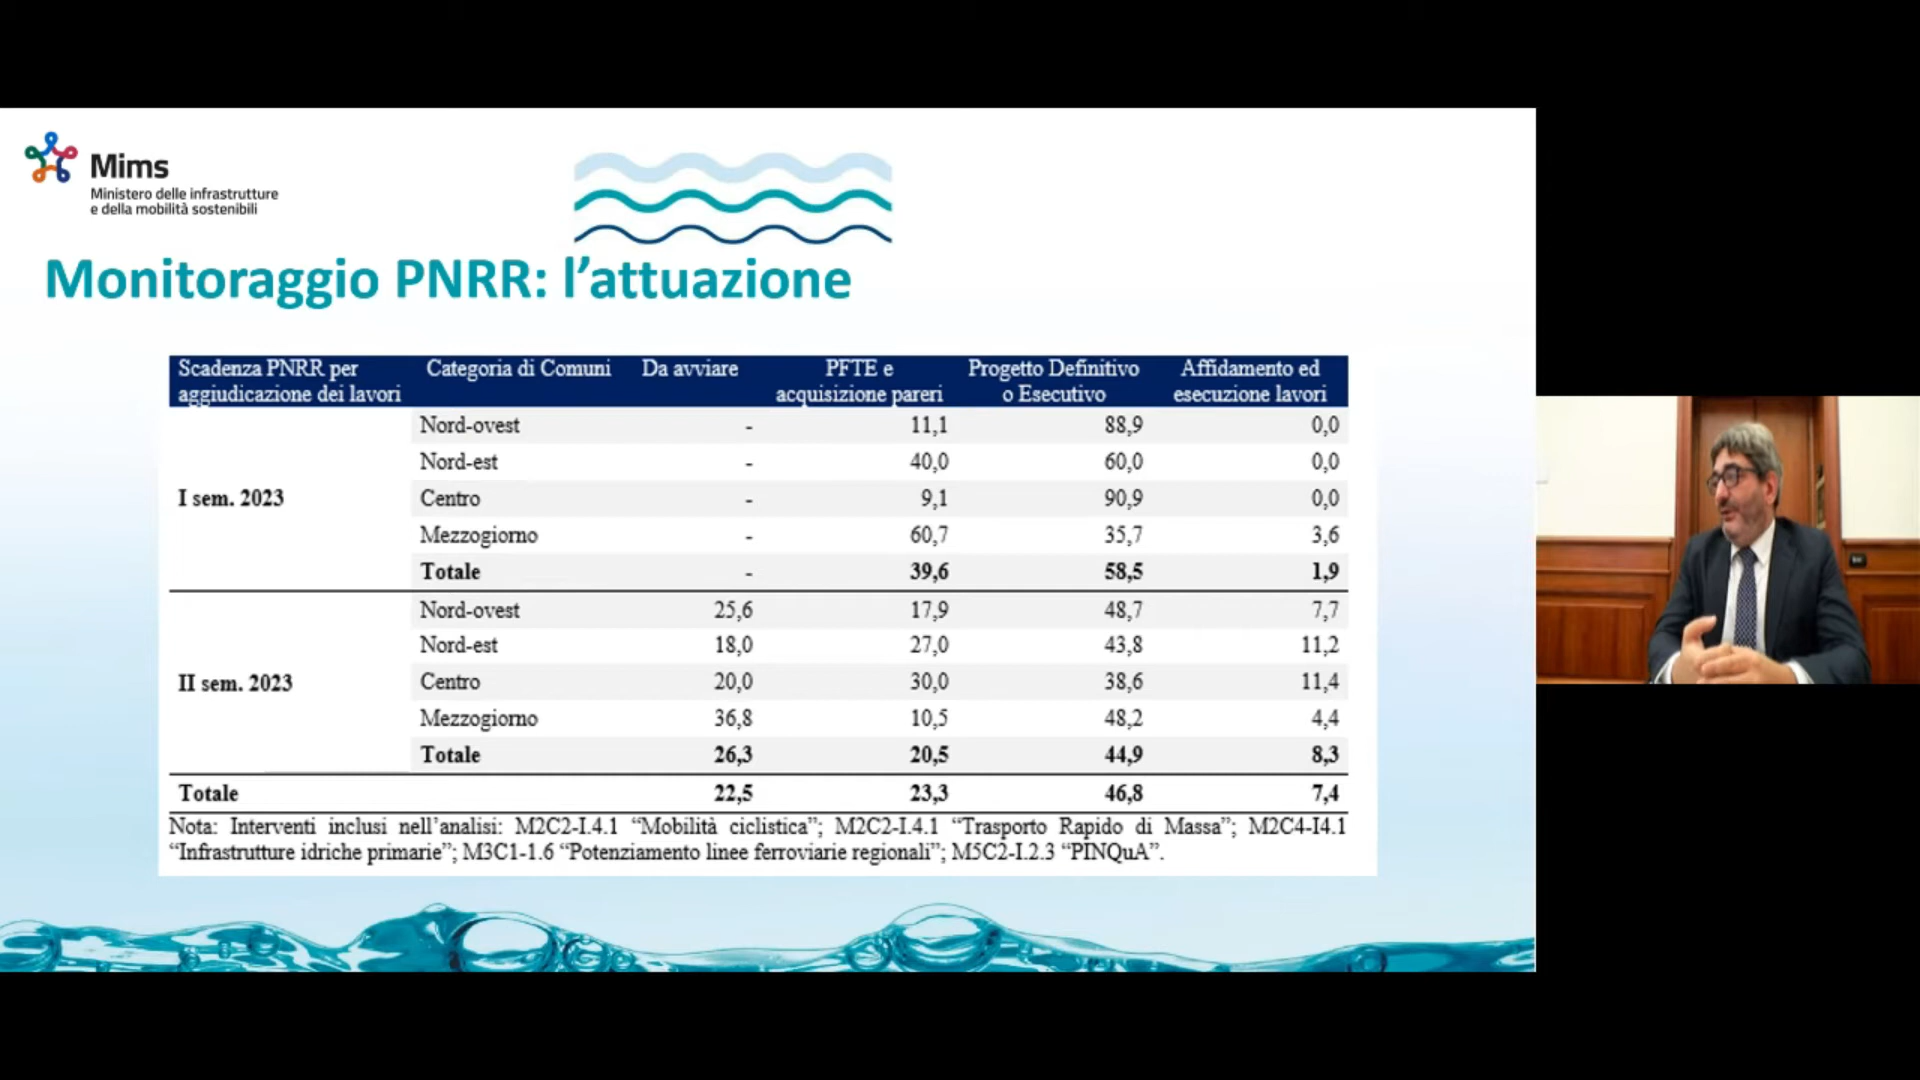 Mims
Ministero delle infrastrutture
e della mobilità sostenibili
Monitoraggio PNRR: l’attuazione
Scadenza PNRR per aggiudicazione dei lavori Categoria di Comuni Da avviare PFTE e acquisizione pareri Progetto Definitivo o Esecutivo Affidamento ed esecuzione lavori
Nord-ovest - 11,1 88,9 0,0
Nord-est - 40,0 60,0 0,0
I sem. 2023 Centro - 9,1 90,9 0,0
Mezzogiorno - 60,7 35,7 3,6
Totale - 39,6 58,5 1,9
Nord-ovest 25,6 17,9 48,7 7,7
Nord-est 18,0 27,0 43,8 11,2
II sem. 2023 Centro 20,0 30,0 38,6 11,4
Mezzogiorno 36,8 10,5 48,2 4,4
Totale 26,3 20,5 44,9 8,3
Totale 22,5 23,3 46,8 7,4
Nota: Interventi inclusi nell’analisi: M2C2-I.4.1 “Mobilità ciclistica”; M2C2-I.4.1 “Trasporto Rapido di Massa”; M2C4-I4.1
“Infrastrutture idriche primarie”; M3C1-1.6 “Potenziamento linee ferroviarie regionali”; M5C2-I.2.3 “PINQuA”.